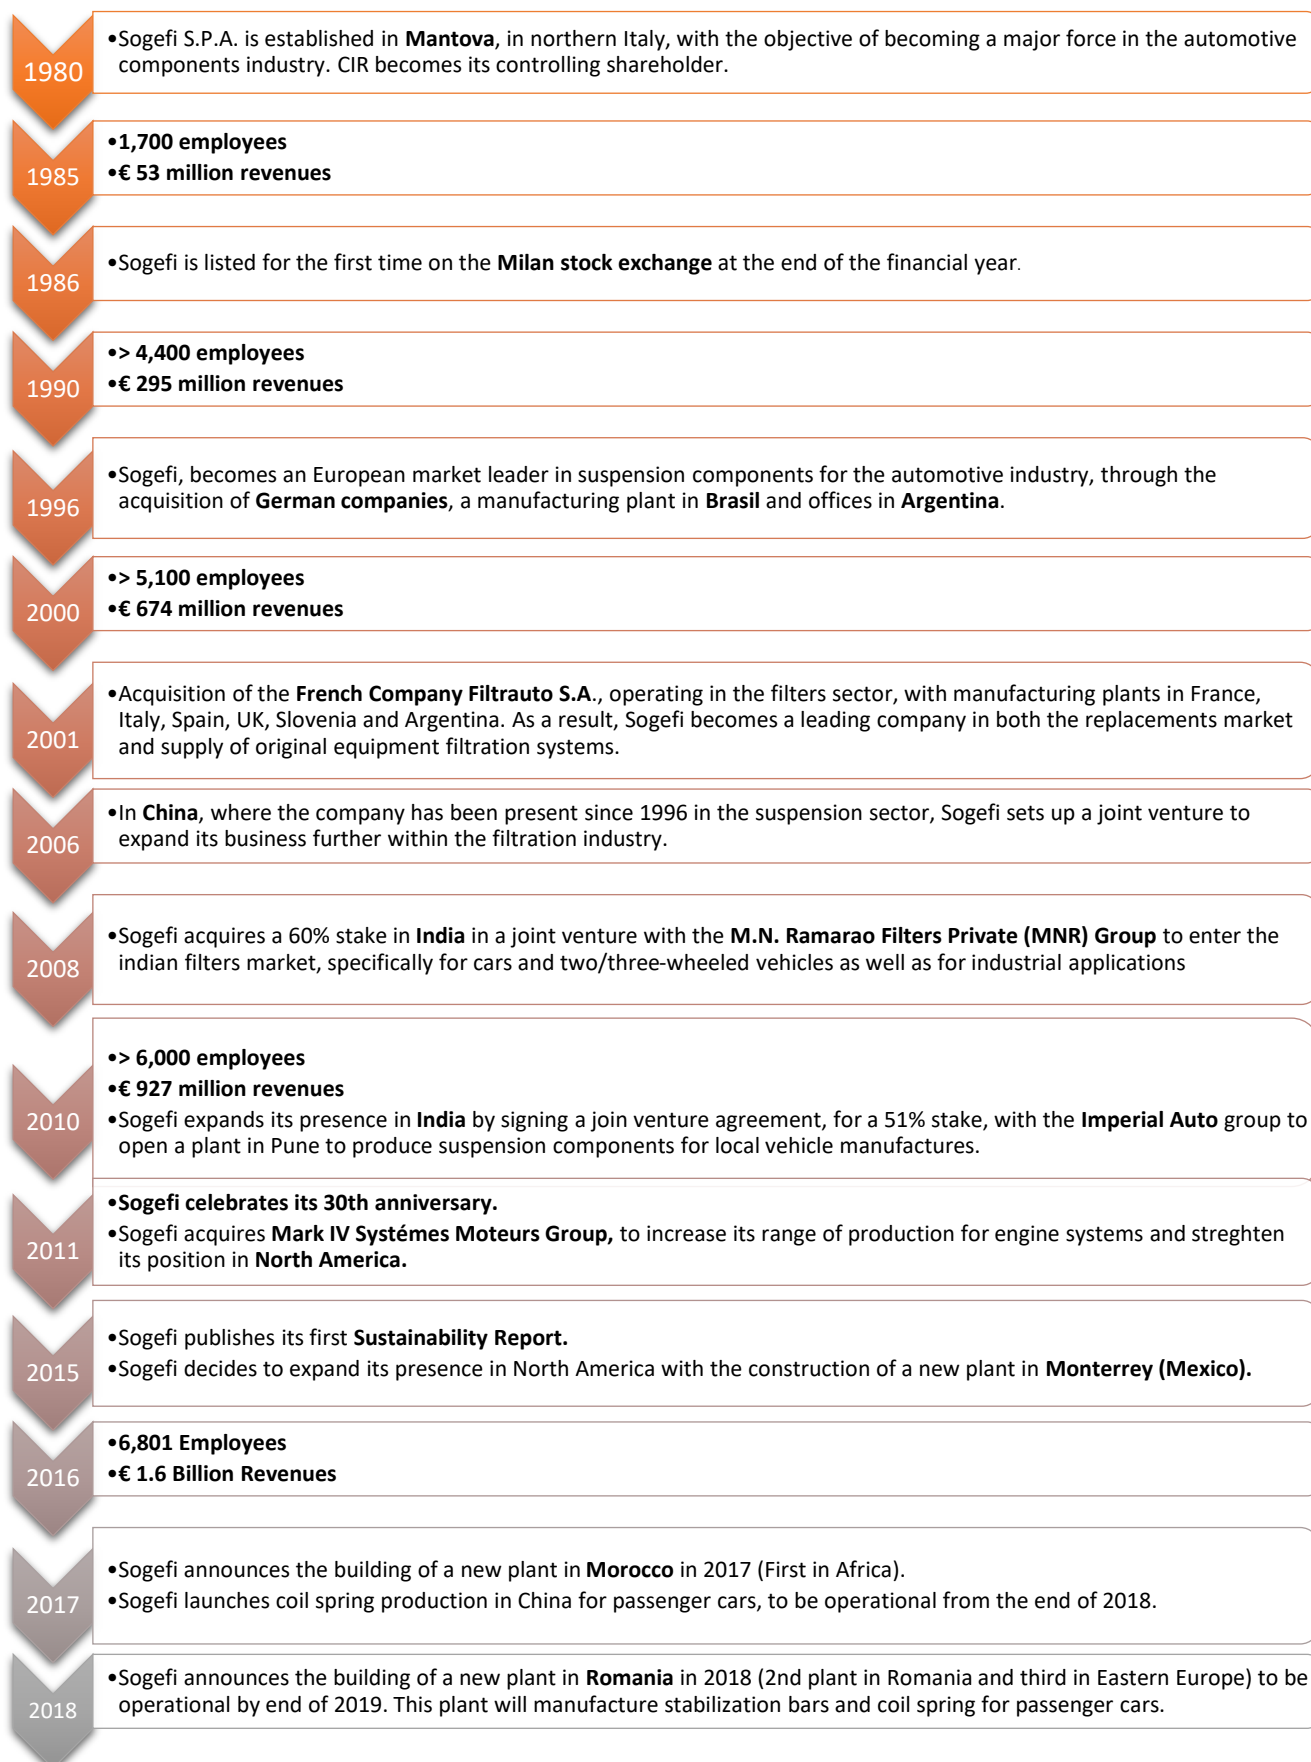 1980
•Sogefi S.P.A. is established in Mantova, in northern Italy, with the objective of becoming a major force in the automotive
components industry. CIR becomes its controlling shareholder.
1985
•1,700 employees
•€ 53 million revenues
1986
•Sogefi is listed for the first time on the Milan stock exchange at the end of the financial year.
1990
•> 4,400 employees
•€ 295 million revenues
1996
•Sogefi, becomes an European market leader in suspension components for the automotive industry, through the
acquisition of German companies, a manufacturing plant in Brasil and offices in Argentina.
2000
•> 5,100 employees
•€ 674 million revenues
2001
•Acquisition of the French Company Filtrauto S.A., operating in the filters sector, with manufacturing plants in France,
Italy, Spain, UK, Slovenia and Argentina. As a result, Sogefi becomes a leading company in both the replacements market
and supply of original equipment filtration systems.
2006
•In China, where the company has been present since 1996 in the suspension sector, Sogefi sets up a joint venture to
expand its business further within the filtration industry.
2008
•Sogefi acquires a 60% stake in India in a joint venture with the M.N. Ramarao Filters Private (MNR) Group to enter the
indian filters market, specifically for cars and two/three-wheeled vehicles as well as for industrial applications
2010
•> 6,000 employees
•€ 927 million revenues
•Sogefi expands its presence in India by signing a join venture agreement, for a 51% stake, with the Imperial Auto group to
open a plant in Pune to produce suspension components for local vehicle manufactures.
2011
•Sogefi celebrates its 30th anniversary.
•Sogefi acquires Mark IV Systémes Moteurs Group, to increase its range of production for engine systems and streghten
its position in North America.
2015
•Sogefi publishes its first Sustainability Report.
•Sogefi decides to expand its presence in North America with the construction of a new plant in Monterrey (Mexico).
2016
•6,801 Employees
•€ 1.6 Billion Revenues
2017
•Sogefi announces the building of a new plant in Morocco in 2017 (First in Africa).
•Sogefi launches coil spring production in China for passenger cars, to be operational from the end of 2018.
2018
•Sogefi announces the building of a new plant in Romania in 2018 (2nd plant in Romania and third in Eastern Europe) to be
operational by end of 2019. This plant will manufacture stabilization bars and coil spring for passenger cars.